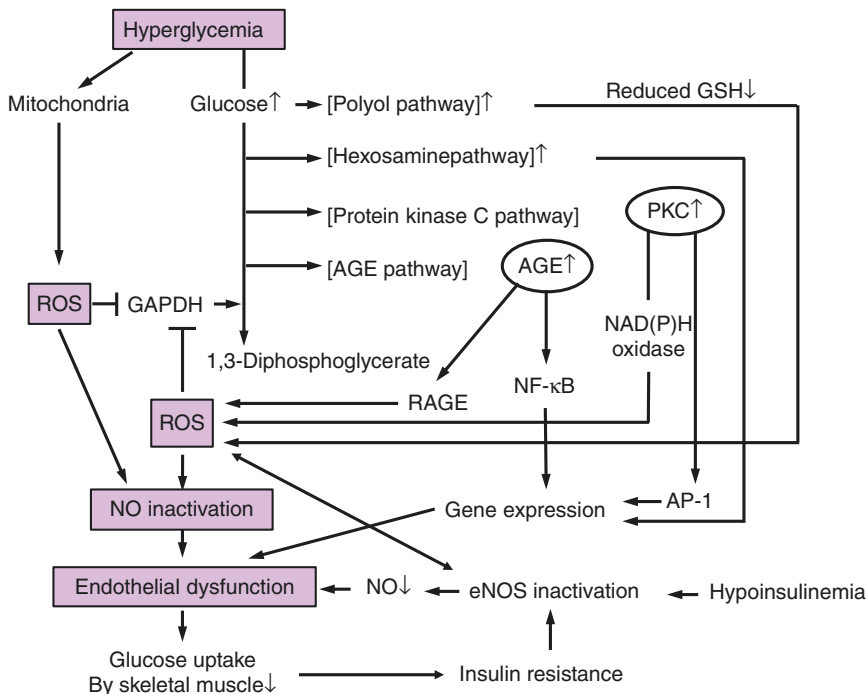 Hyperglycemia
Reduced GSH↓
Mitochondria
Glucose↑
[Polyol pathway]↑
[Hexosaminepathway]↑
[Protein kinase C pathway]
PKC↑
[AGE pathway]
AGE↑
ROS
GAPDH
NAD(P)H
oxidase
1,3-Diphosphoglycerate
NF-κB
RAGE
ROS
NO inactivation
Gene expression
AP-1
Endothelial dysfunction
NO↓
eNOS inactivation
Hypoinsulinemia
Glucose uptake
By skeletal muscle↓
Insulin resistance